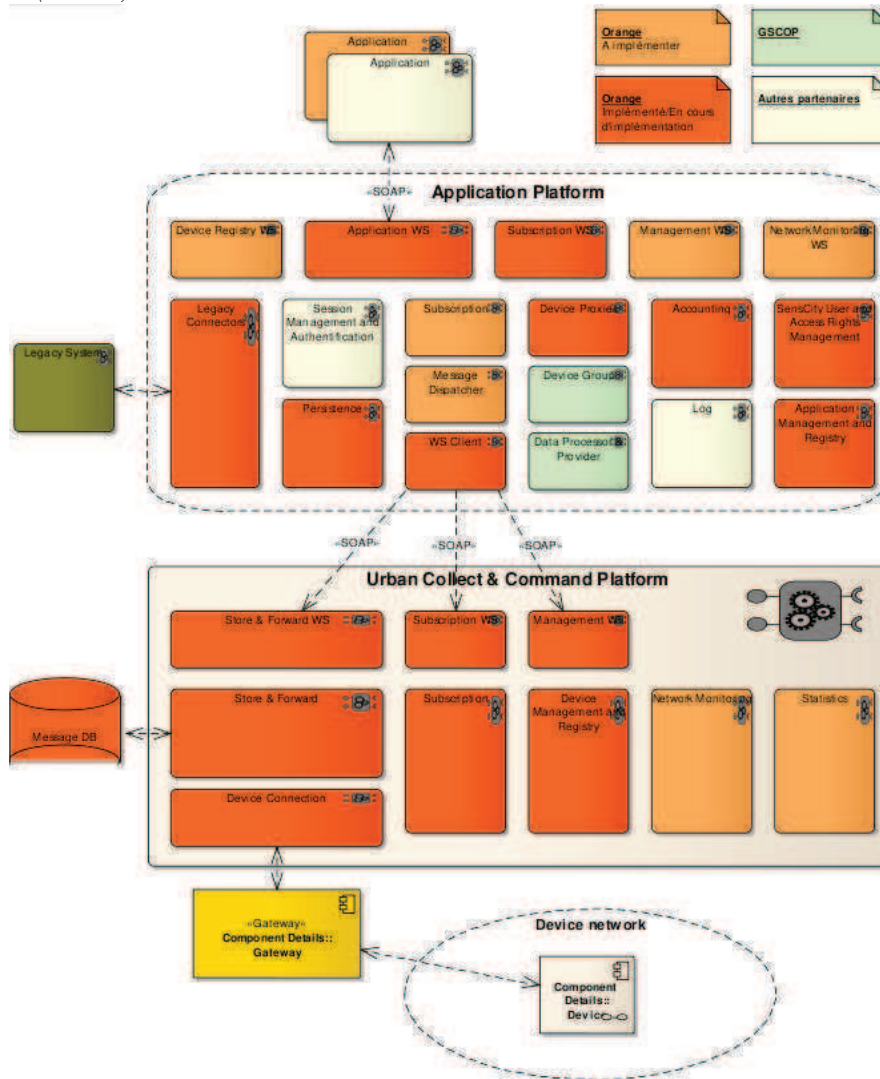 Application
Application
Orange
A implémenter
GSCOP
Orange
Implémenté/En cours
d'implémentation
Autres partenaires
«SOAP»
Application Platform
Device Registry WS
Application WS
Subscription WS
Management WS
Network Monitoring
WS
Legacy
Connectors
Session
Management and
Authentification
Subscription
Device Proxies
Accounting
SensCity User and
Access Rights
Management
Legacy System
Message
Dispatcher
Device Group
Persistence
Log
Application
Management and
Registry
WS Client
Data Processor &
Provider
«SOAP»
«SOAP»
«SOAP»
Urban Collect & Command Platform
Store & Forward WS
Subscription WS
Management WS
Message DB
Store & Forward
Subscription
Device
Management and
Registry
Network Monitoring
Statistics
Device Connection
«Gateway»
Component Details::
Gateway
Device network
Component
Details::
Device